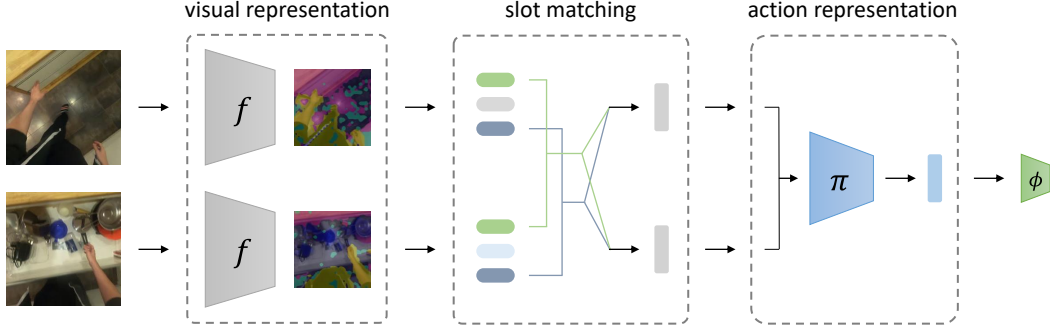 visual representation
slot matching
action representation
f
f
π
ϕ